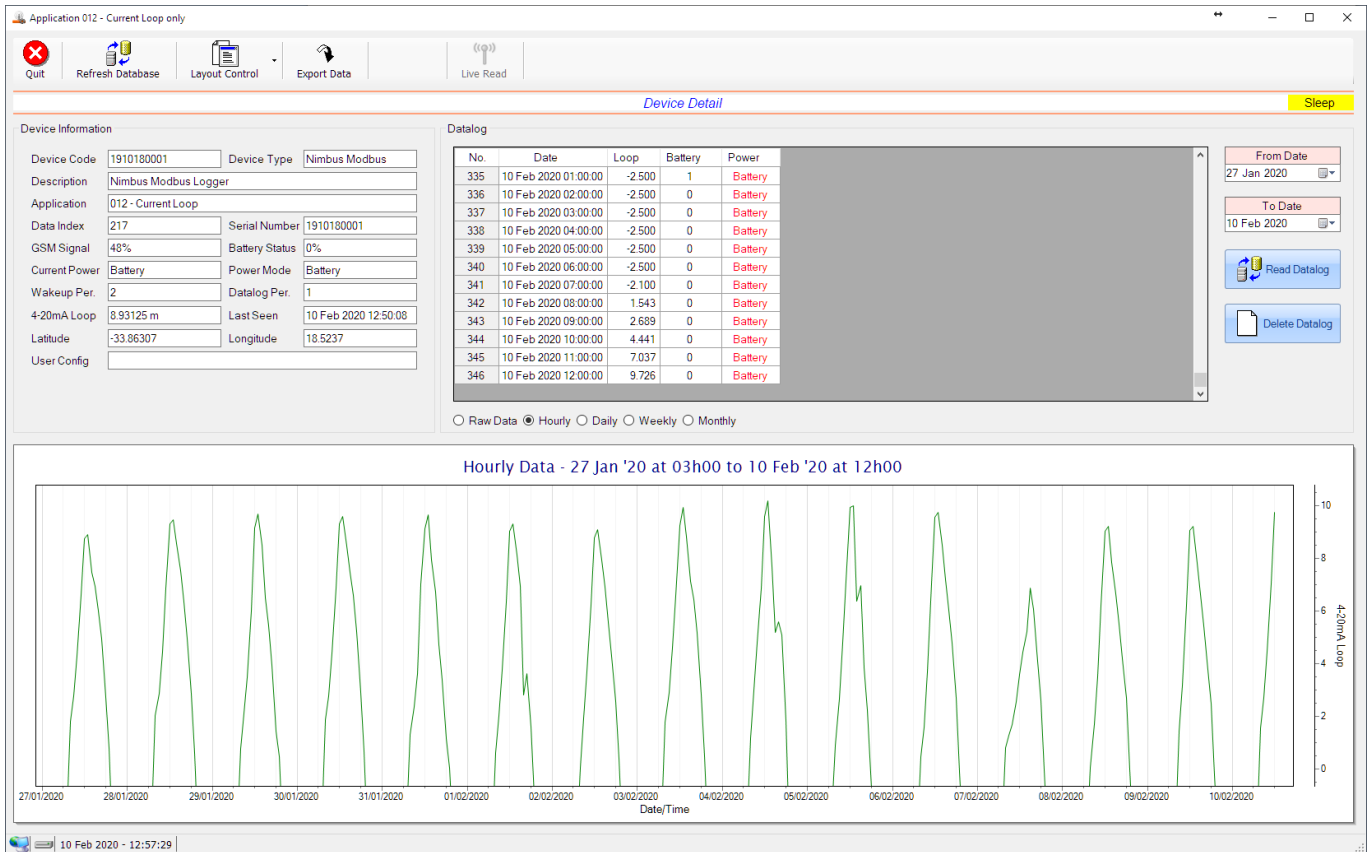 Application 012 - Current Loop only
Quit
Refresh Database
Layout Control
Export Data
Live Read
Device Detail
Sleep
Device Information
Device Code 1910180001 Device Type Nimbus Modbus
Description Nimbus Modbus Logger
Application 012 - Current Loop
Data Index 217 Serial Number 1910180001
GSM Signal 48% Battery Status 0%
Current Power Battery Power Mode Battery
Wakeup Per. 2 Datalog Per. 1
4-20mA Loop 8.93125 m Last Seen 10 Feb 2020 12:50:08
Latitude -33.86307 Longitude 18.5237
User Config
Datalog
No. Date Loop Battery Power
335 10 Feb 2020 01:00:00 -2.500 1 Battery
336 10 Feb 2020 02:00:00 -2.500 0 Battery
337 10 Feb 2020 03:00:00 -2.500 0 Battery
338 10 Feb 2020 04:00:00 -2.500 0 Battery
339 10 Feb 2020 05:00:00 -2.500 0 Battery
340 10 Feb 2020 06:00:00 -2.500 0 Battery
341 10 Feb 2020 07:00:00 -2.100 0 Battery
342 10 Feb 2020 08:00:00 1.543 0 Battery
343 10 Feb 2020 09:00:00 2.689 0 Battery
344 10 Feb 2020 10:00:00 4.441 0 Battery
345 10 Feb 2020 11:00:00 7.037 0 Battery
346 10 Feb 2020 12:00:00 9.726 0 Battery
From Date
27 Jan 2020
To Date
10 Feb 2020
Read Datalog
Delete Datalog
Raw Data Hourly Daily Weekly Monthly
Hourly Data - 27 Jan '20 at 03h00 to 10 Feb '20 at 12h00
10
8
6
4
2
0
4-20mA Loop
27/01/2020 28/01/2020 29/01/2020 30/01/2020 31/01/2020 01/02/2020 02/02/2020 03/02/2020 04/02/2020 05/02/2020 06/02/2020 07/02/2020 08/02/2020 09/02/2020 10/02/2020
Date/Time
10 Feb 2020 - 12:57:29